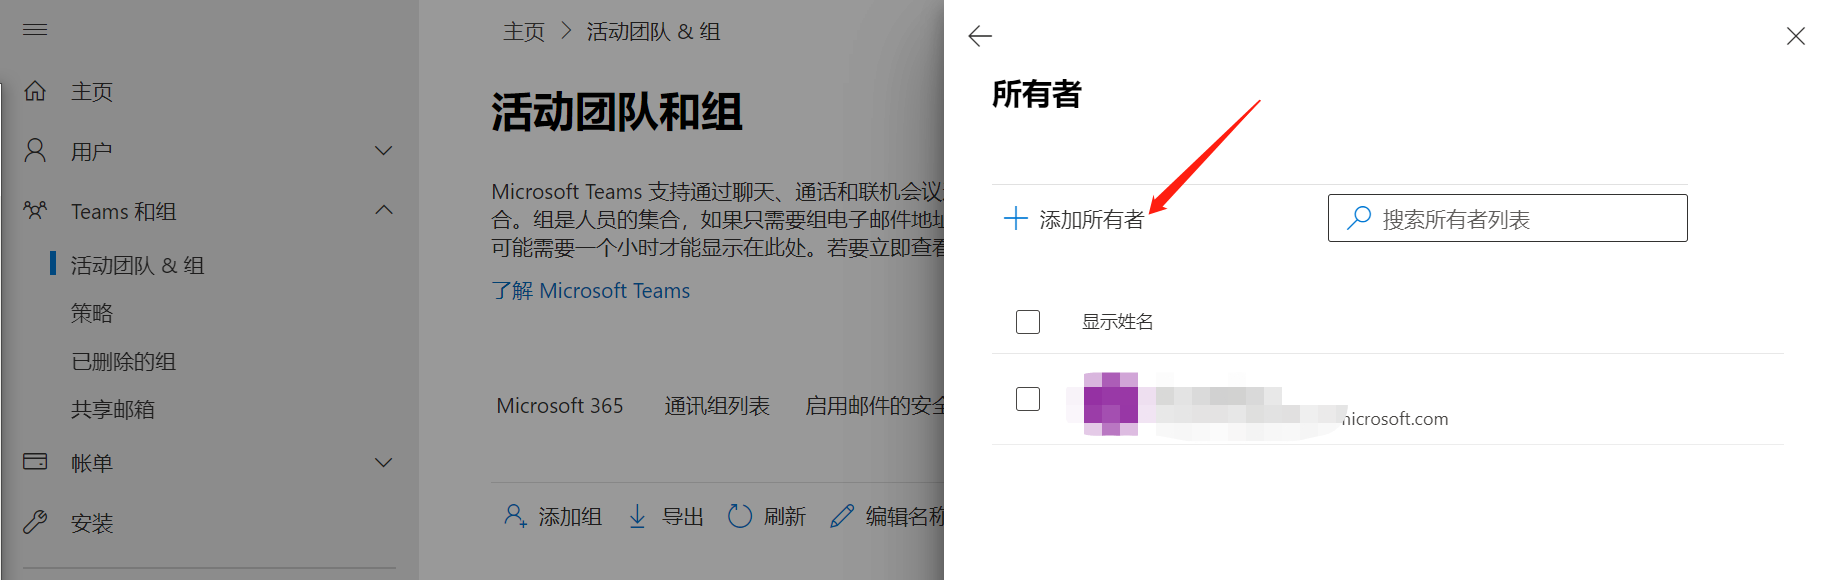 主页
用户
Teams 和组
活动团队 & 组
策略
已删除的组
共享邮箱
帐单
安装
主页 > 活动团队 & 组
活动团队和组
Microsoft Teams 支持通过聊天、通话和联机会议
合。组是人员的集合，如果只需要组电子邮件地址
可能需要一个小时才能显示在此处。若要立即查看
了解 Microsoft Teams
Microsoft 365 通讯组列表 启用邮件的安全
添加组 导出 刷新 编辑名称
所有者
添加所有者 搜索所有者列表
显示姓名
microsoft.com